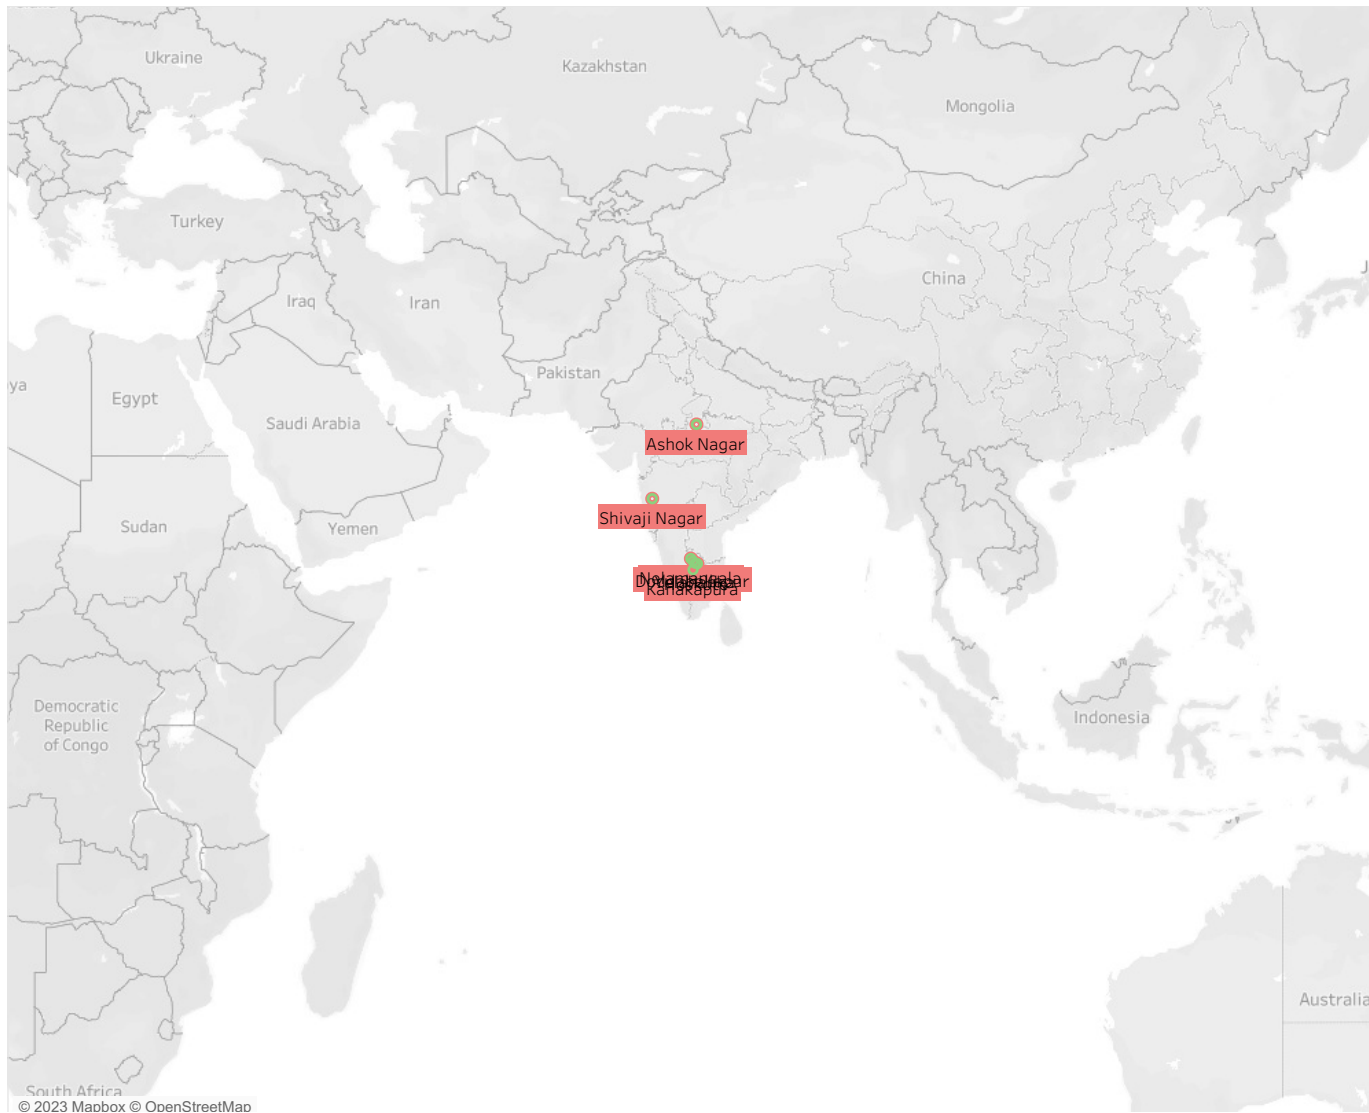 Ukraine
Kazakhstan
Mongolia
Turkey
China
Iraq
Iran
Pakistan
ya
Egypt
Saudi Arabia
Ashok Nagar
Sudan
Yemen
Shivaji Nagar
Kanakapura
Democratic
Republic
of Congo
Indonesia
Australia
South Africa
© 2023 Mapbox © OpenStreetMap